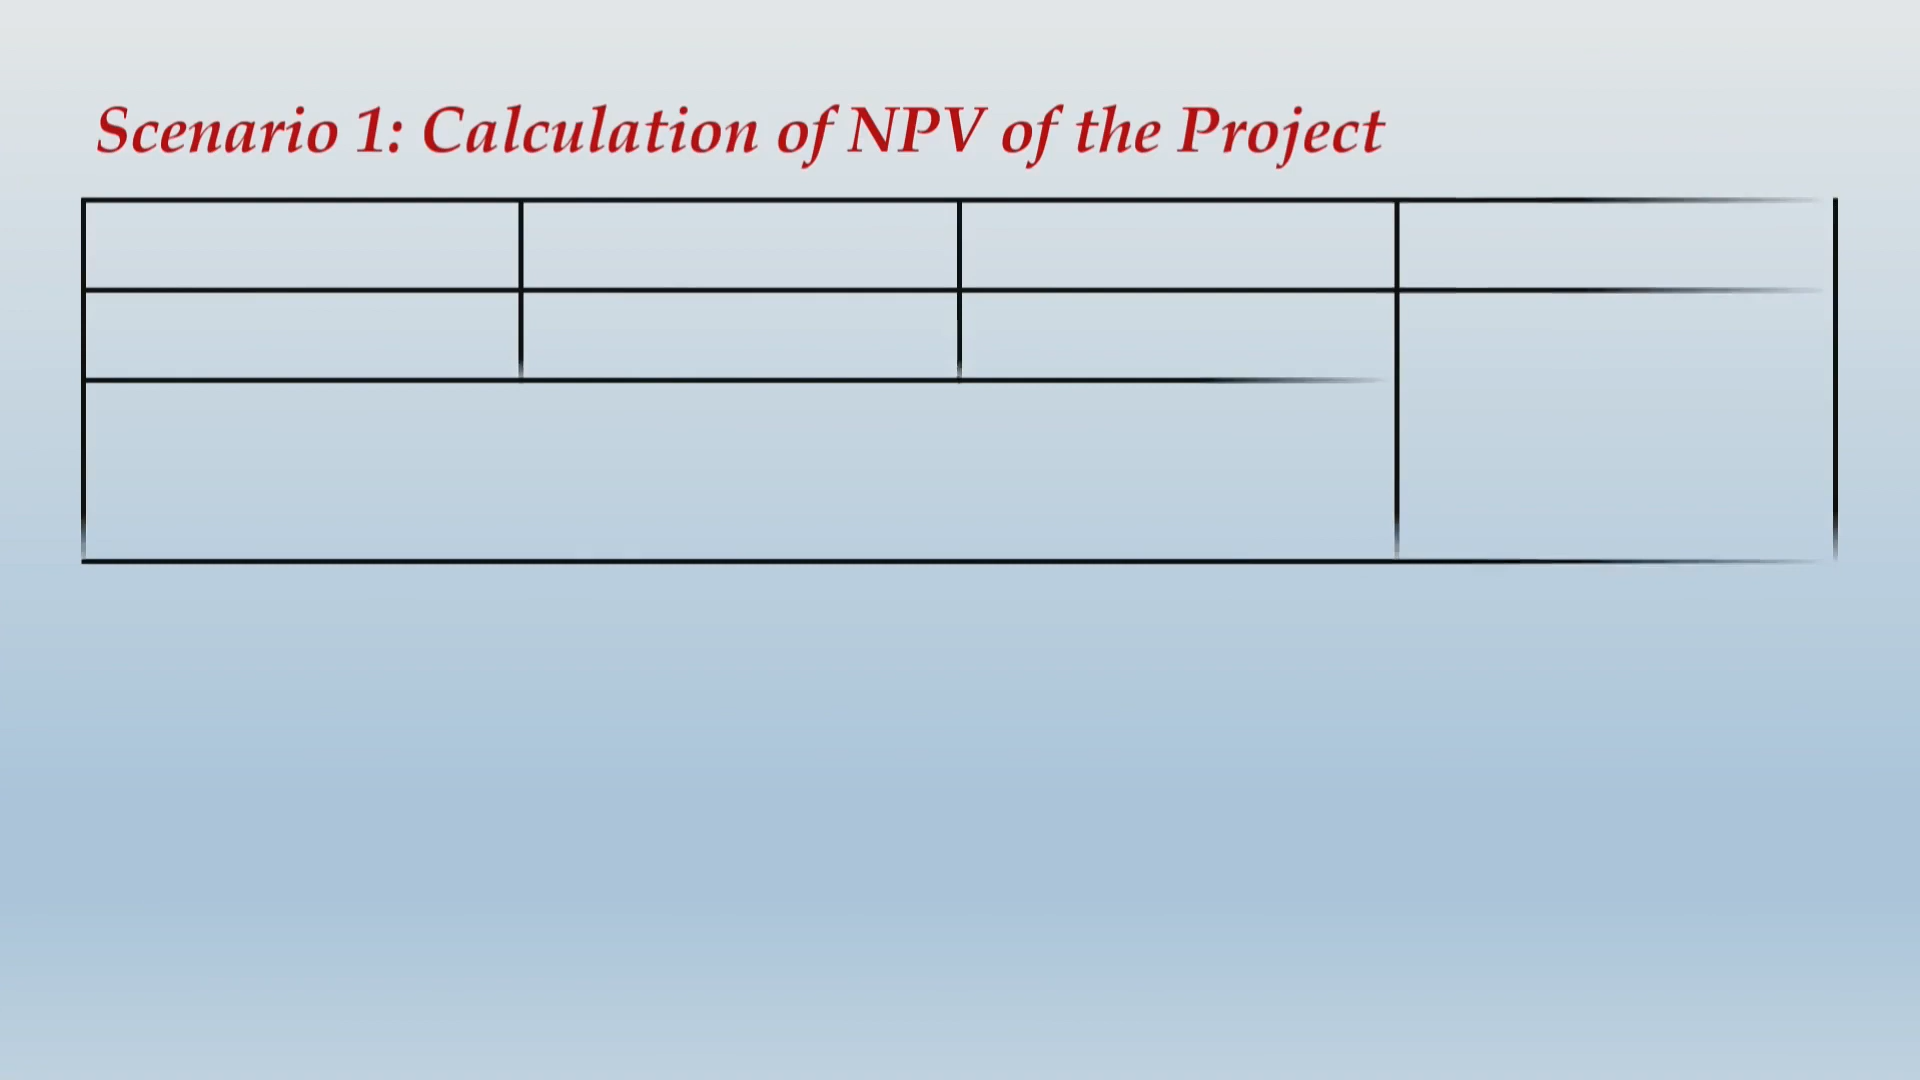 Scenario 1: Calculation of NPV of the Project